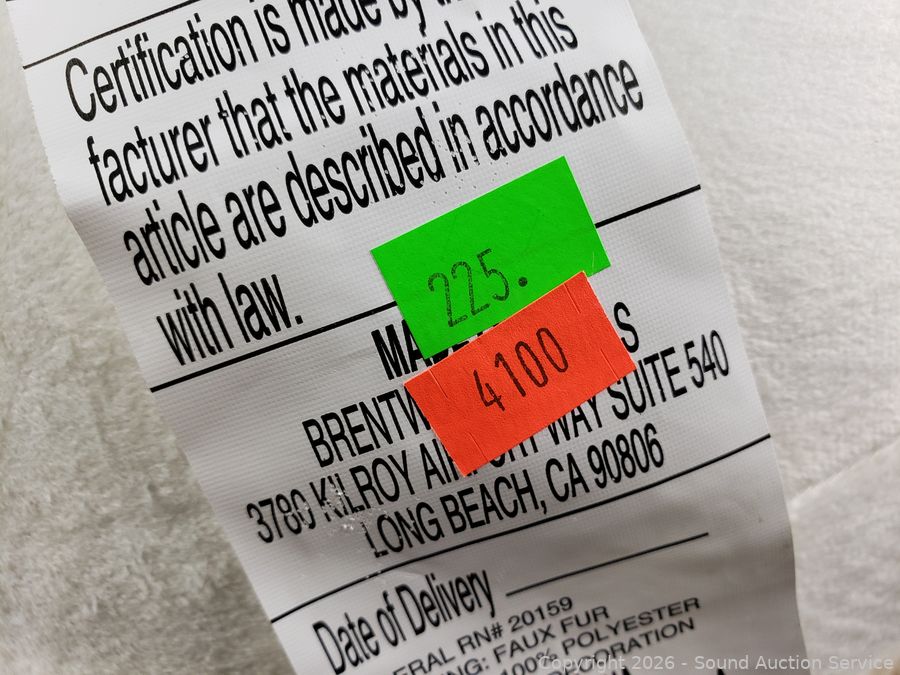 Certification is made by
facturer that the materials in this
article are described in accordance
with law.
225.
4100
3780 KILROY AIRPORT WAY SUITE 540
LONG BEACH, CA 90806
Date of Delivery
RN# 20159
FAUX FUR
100% POLYESTER
Copyright 2026 - Sound Auction Service